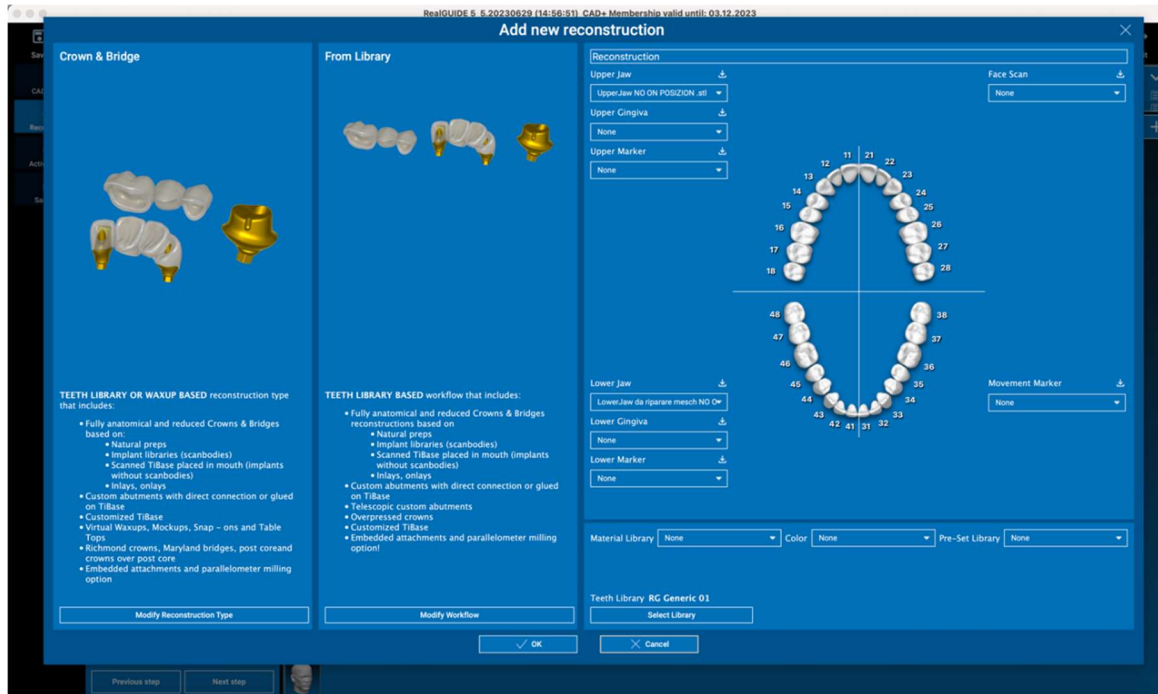 RealGUIDE 5 5.20230629 (14:56:51) CAD+ Membership valid until: 03.12.2023
Add new reconstruction
Crown & Bridge
TEETH LIBRARY OR WAXUP BASED reconstruction type
that includes:
• Fully anatomical and reduced Crowns & Bridges
based on:
• Natural preps
• Implant libraries (scanbodies)
• Scanned TiBase placed in mouth (implants
without scanbodies)
• Inlays, onlays
• Custom abutments with direct connection or glued
on TiBase
• Customized TiBase
• Virtual Waxups, Mockups, Snap - ons and Table
Tops
• Richmond crowns, Maryland bridges, post coreand
crowns over post core
• Embedded attachments and parallelometer milling
option
Modify Reconstruction Type
From Library
TEETH LIBRARY BASED workflow that includes:
• Fully anatomical and reduced Crowns & Bridges
reconstructions based on
• Natural preps
• Implant libraries (scanbodies)
• Scanned TiBase placed in mouth (implants
without scanbodies)
• Inlays, onlays
• Custom abutments with direct connection or glued
on TiBase
• Telescopic custom abutments
• Overpressed crowns
• Customized TiBase
• Embedded attachments and parallelometer milling
option!
Modify Workflow
Reconstruction
Upper Jaw
UpperJaw NO ON POSIZION .stl
Upper Gingiva
None
Upper Marker
None
Face Scan
None
11 21
12 22
13 23
14 24
15 25
16 26
17 27
18 28
48 38
47 37
46 36
45 35
44 34
43 33
42 41 31 32
Lower Jaw
LowerJaw da riparare mesch NO
Lower Gingiva
None
Lower Marker
None
Movement Marker
None
Material Library None Color None Pre-Set Library None
Teeth Library RG Generic 01
Select Library
OK Cancel
Previous step Next step